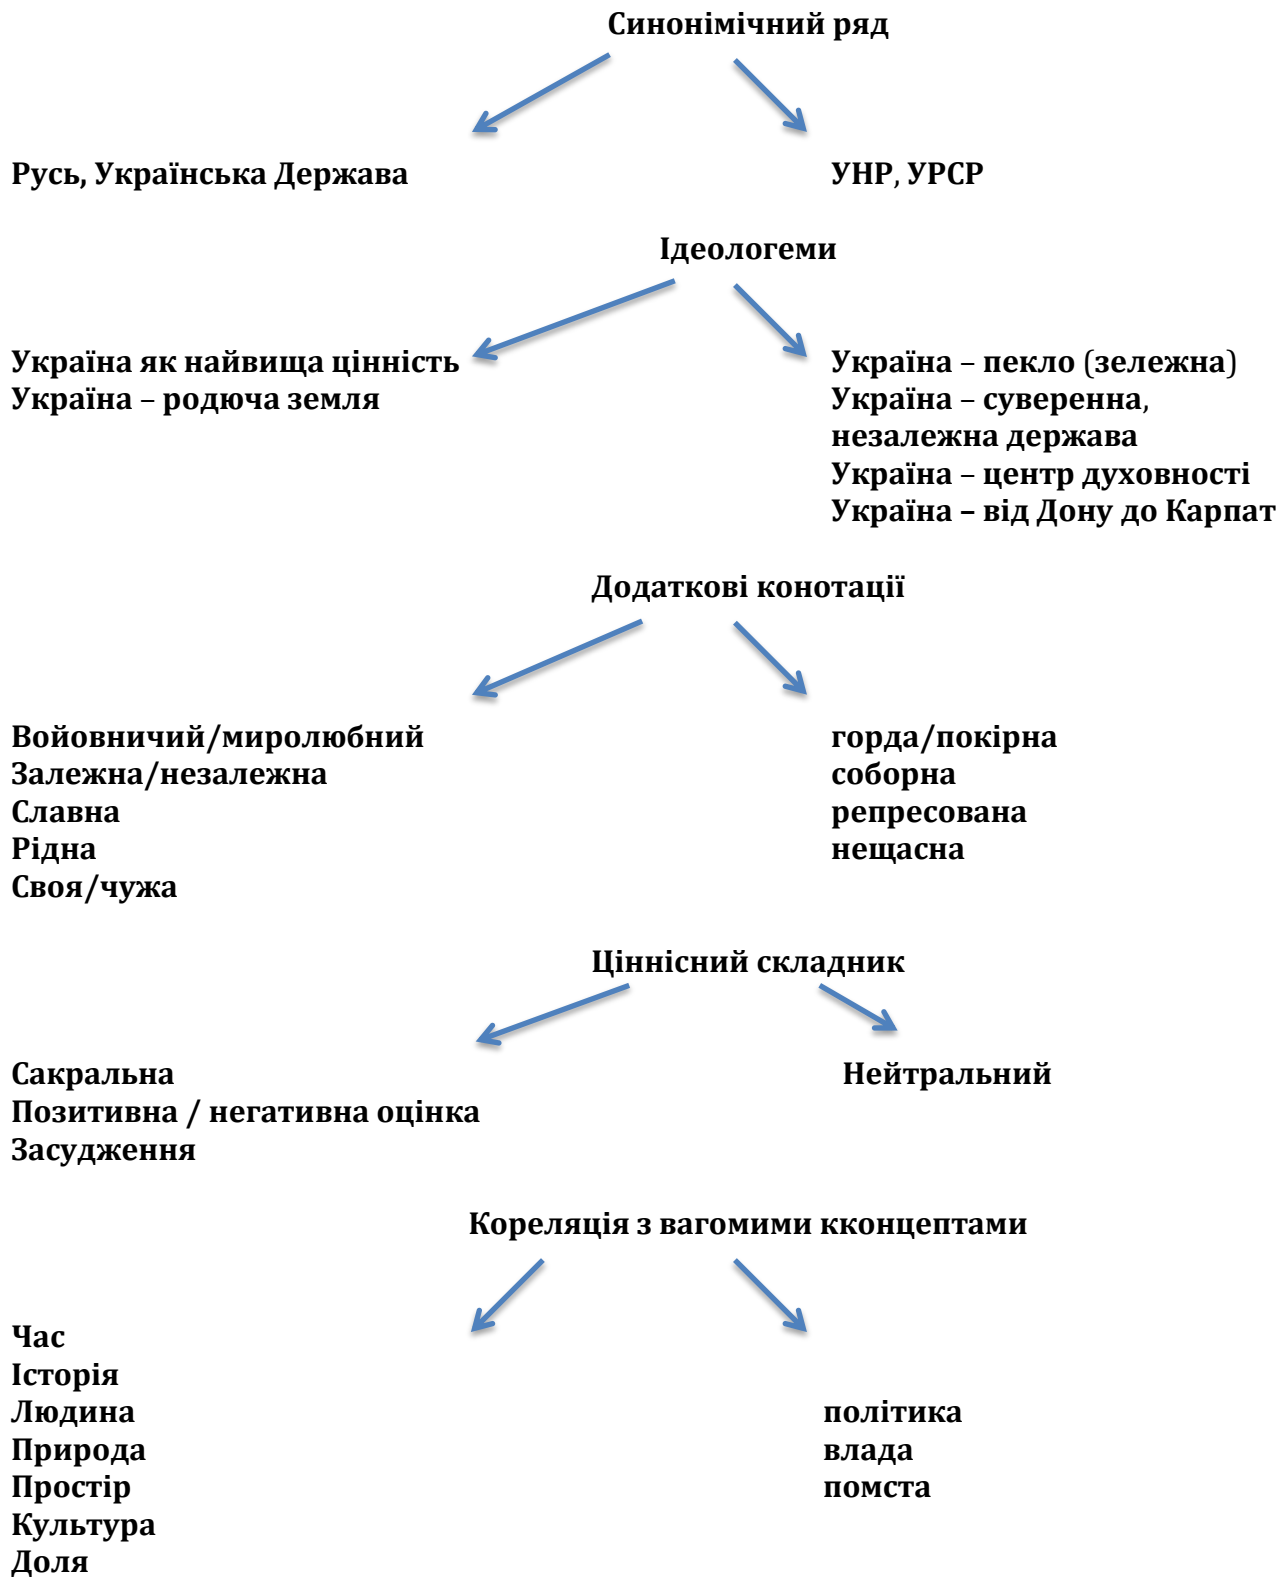 Синонімічний ряд
Русь, Українська Держава
УНР, УРСР
Ідеологеми
Україна як найвища цінність
Україна – родюча земля
Україна – пекло (зележна)
Україна – суверенна,
незалежна держава
Україна – центр духовності
Україна – від Дону до Карпат
Додаткові конотації
Войовничий/миролюбний
Залежна/незалежна
Славна
Рідна
Своя/чужа
горда/покірна
соборна
репресована
нещасна
Ціннісний складник
Сакральна
Позитивна / негативна оцінка
Засудження
Нейтральний
Кореляція з вагомими кконцептами
Час
Історія
Людина
Природа
Простір
Культура
Доля
політика
влада
помста